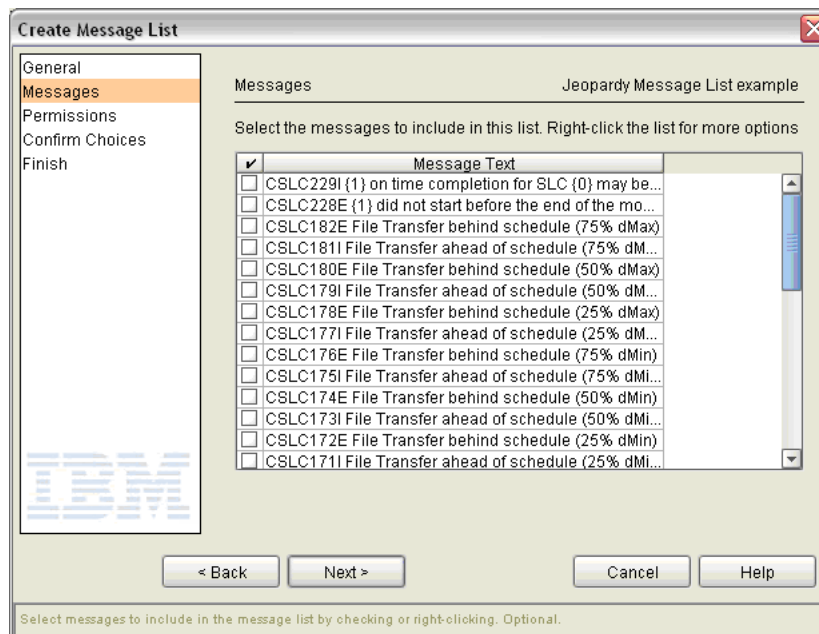 Create Message List
General
Messages
Permissions
Confirm Choices
Finish
IBM
Messages Jeopardy Message List example
Select the messages to include in this list. Right-click the list for more options
✔ Message Text
CSLC229I {1} on time completion for SLC {0} may be...
CSLC228E {1} did not start before the end of the mo...
CSLC182E File Transfer behind schedule (75% dMax)
CSLC181I File Transfer ahead of schedule (75% dM...
CSLC180E File Transfer behind schedule (50% dMax)
CSLC179I File Transfer ahead of schedule (50% dM...
CSLC178E File Transfer behind schedule (25% dMax)
CSLC177I File Transfer ahead of schedule (25% dM...
CSLC176E File Transfer behind schedule (75% dMin)
CSLC175I File Transfer ahead of schedule (75% dMi...
CSLC174E File Transfer behind schedule (50% dMin)
CSLC173I File Transfer ahead of schedule (50% dMi...
CSLC172E File Transfer behind schedule (25% dMin)
CSLC171I File Transfer ahead of schedule (25% dMi...
< Back Next > Cancel Help
Select messages to include in the message list by checking or right-clicking. Optional.